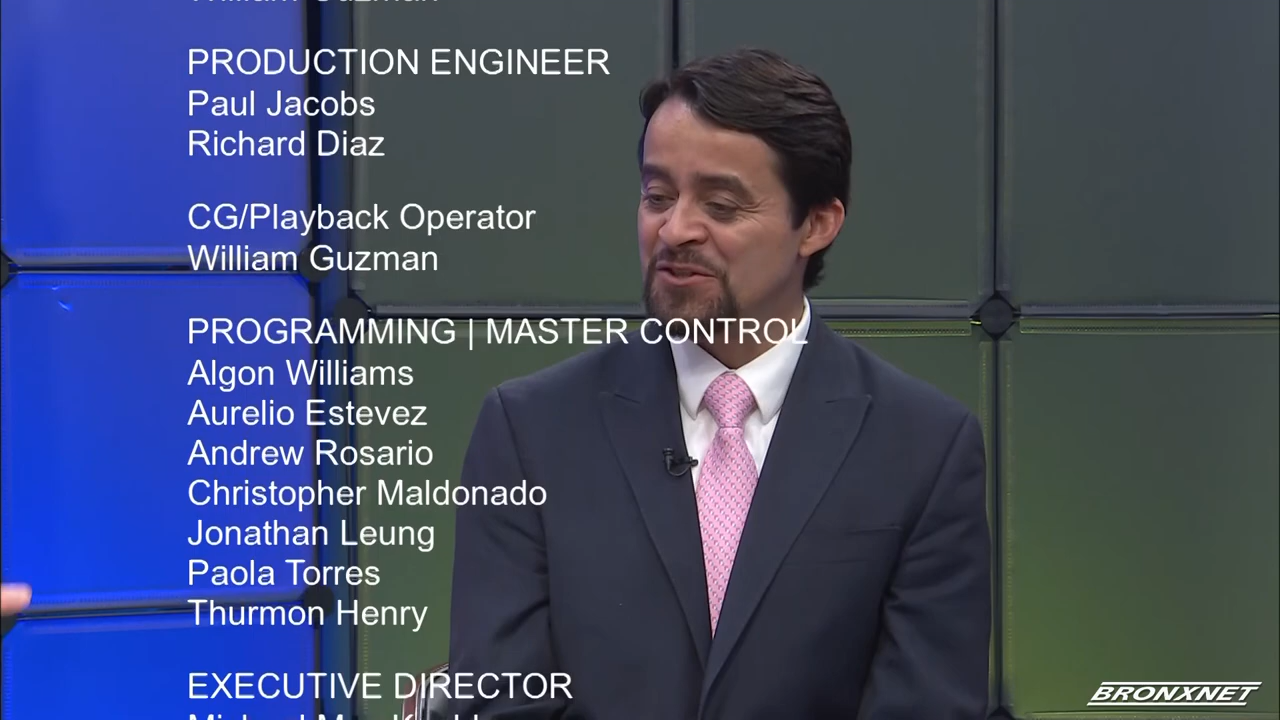 PRODUCTION ENGINEER
Paul Jacobs
Richard Diaz
CG/Playback Operator
William Guzman
PROGRAMMING | MASTER CONTROL
Algon Williams
Aurelio Estevez
Andrew Rosario
Christopher Maldonado
Jonathan Leung
Paola Torres
Thurmon Henry
EXECUTIVE DIRECTOR
BRONXNET